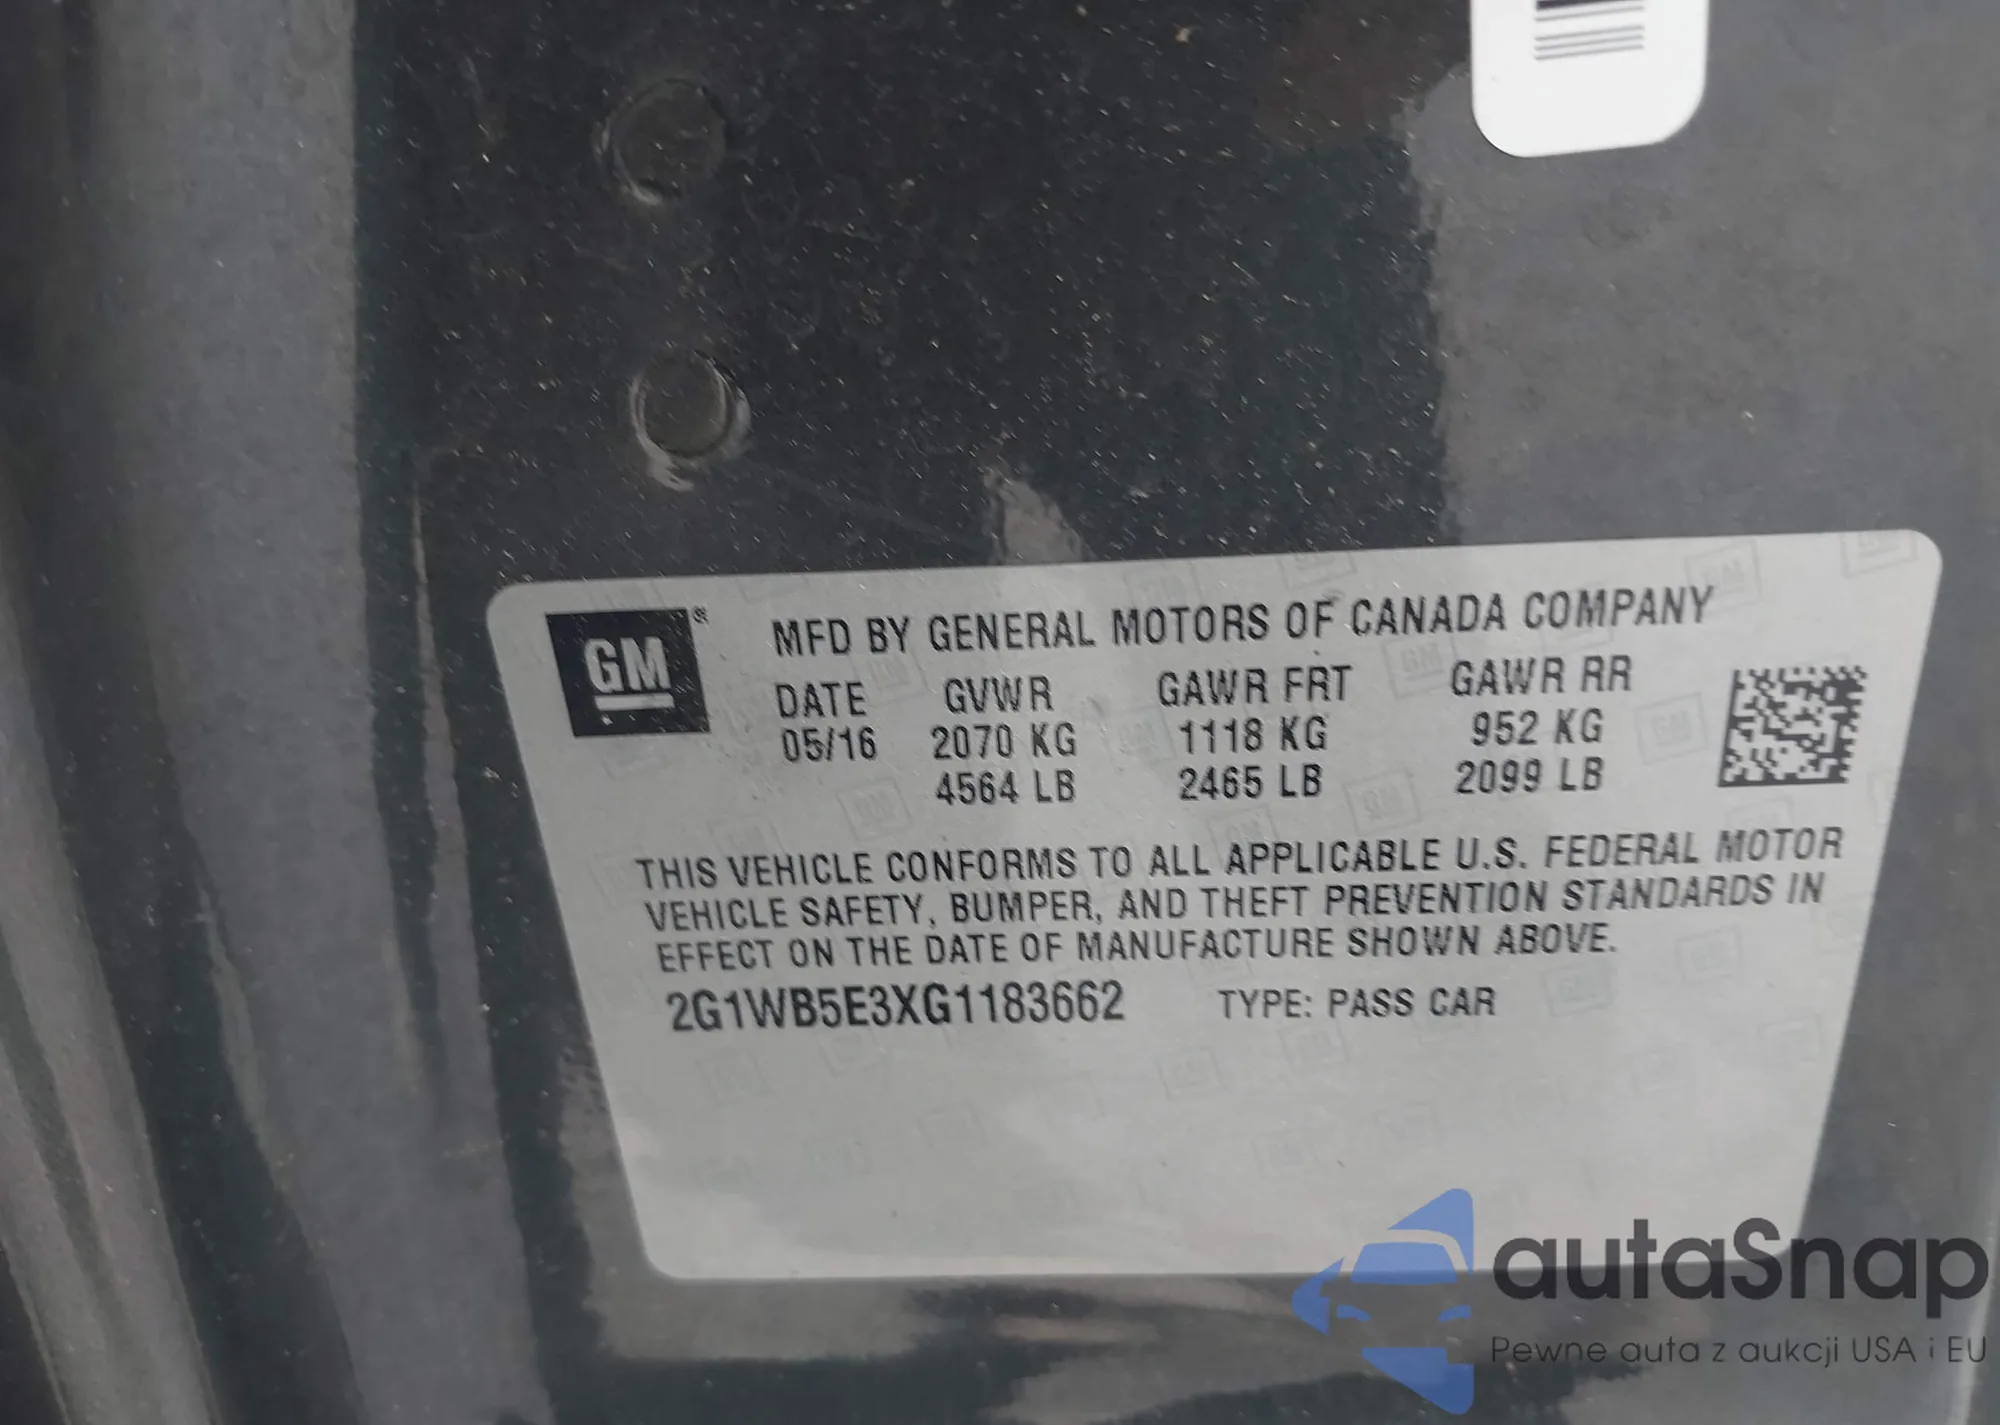 GM
MFD BY GENERAL MOTORS OF CANADA COMPANY
DATE GVWR GAWR FRT GAWR RR
05/16 2070 KG 1118 KG 952 KG
4564 LB 2465 LB 2099 LB
THIS VEHICLE CONFORMS TO ALL APPLICABLE U.S. FEDERAL MOTOR
VEHICLE SAFETY, BUMPER, AND THEFT PREVENTION STANDARDS IN
EFFECT ON THE DATE OF MANUFACTURE SHOWN ABOVE.
2G1WB5E3XG1183662 TYPE: PASS CAR
autaSnap
Pewne auta z aukcji USA i EU